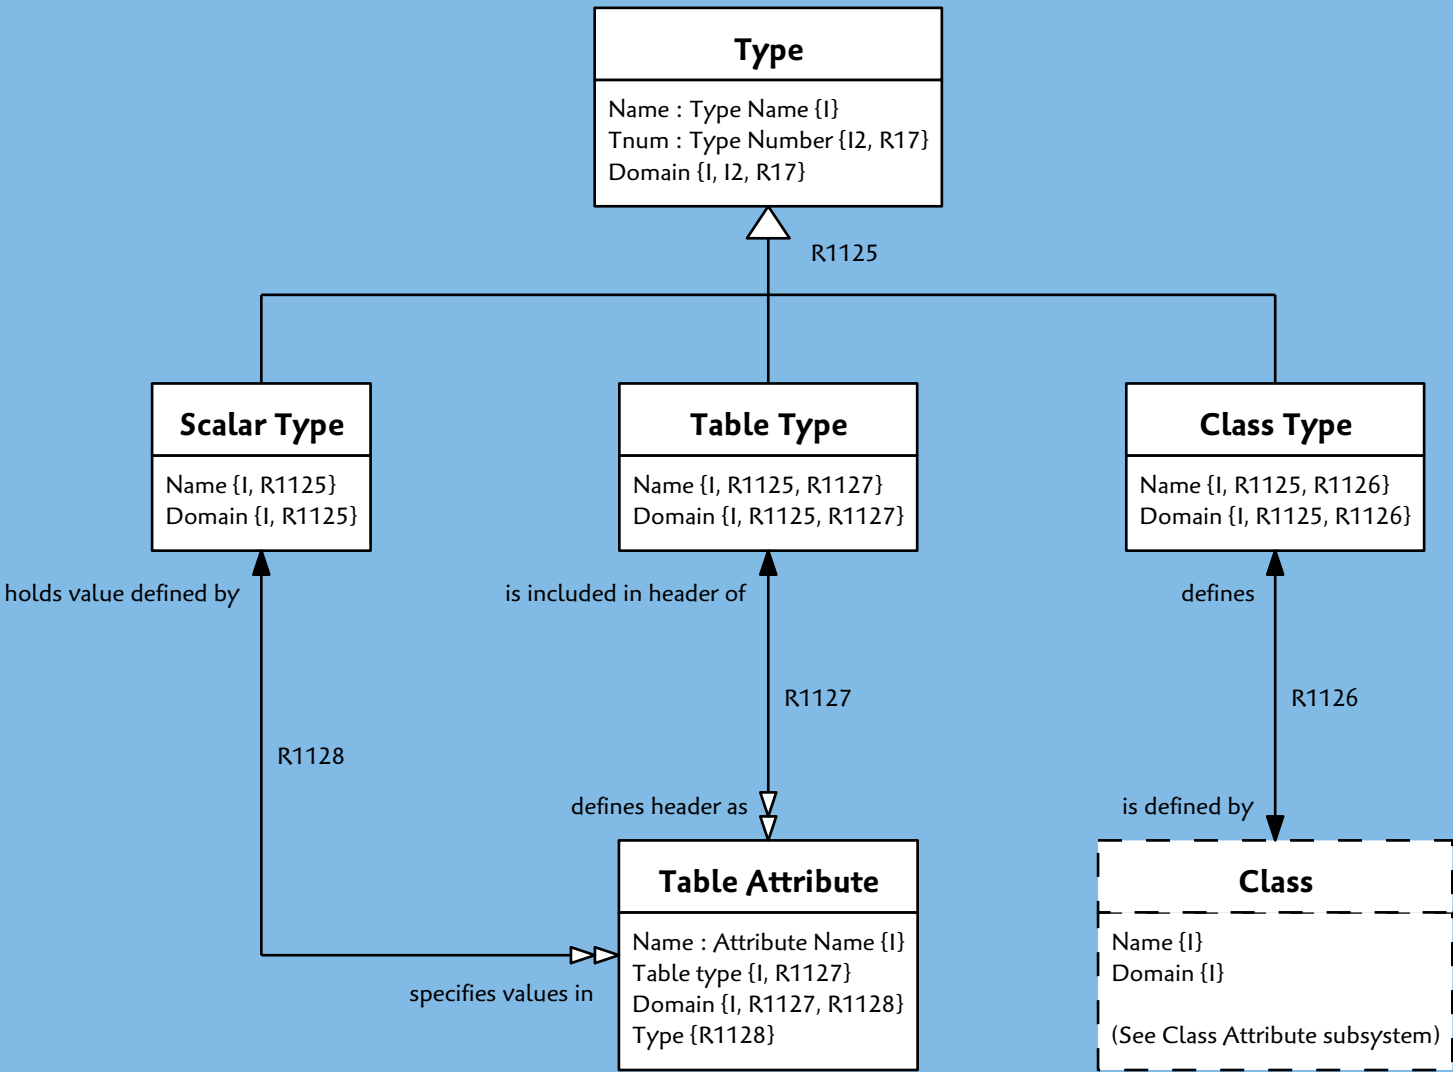 Type
Name : Type Name {I}
Tnum : Type Number {I2, R17}
Domain {I, I2, R17}
R1125
Scalar Type
Name {I, R1125}
Domain {I, R1125}
Table Type
Name {I, R1125, R1127}
Domain {I, R1125, R1127}
Class Type
Name {I, R1125, R1126}
Domain {I, R1125, R1126}
holds value defined by
is included in header of
defines
R1127
R1126
R1128
defines header as
is defined by
Table Attribute
Name : Attribute Name {I}
Table type {I, R1127}
Domain {I, R1127, R1128}
Type {R1128}
specifies values in
Class
Name {I}
Domain {I}
(See Class Attribute subsystem)